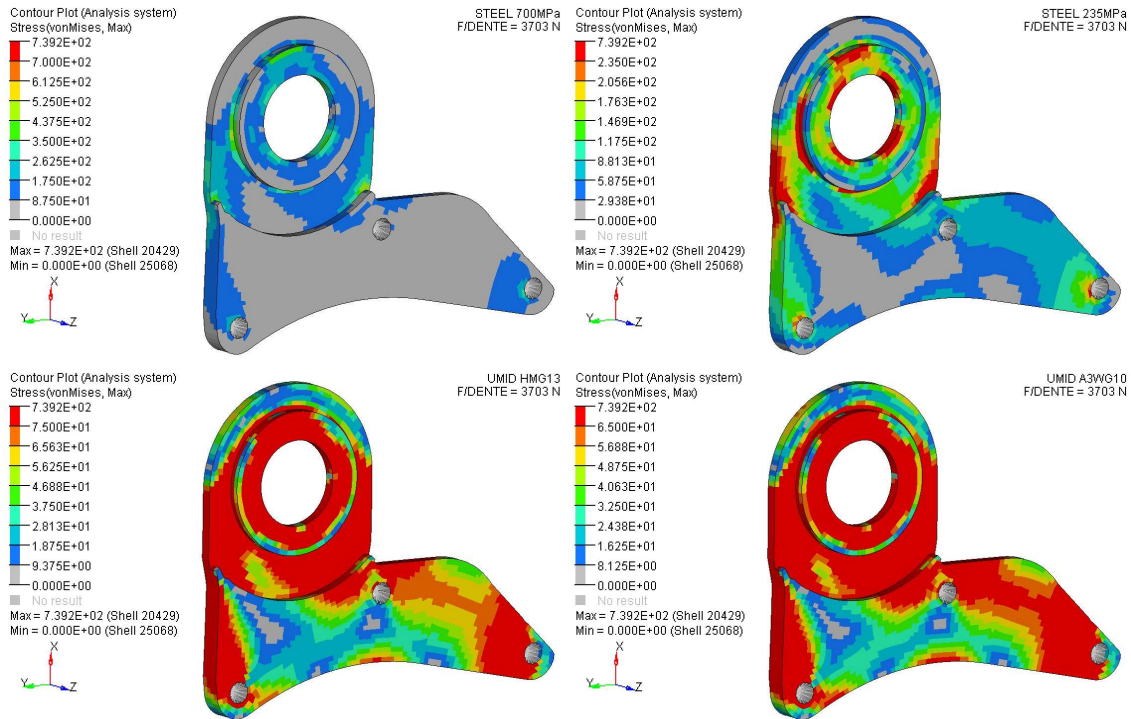 Contour Plot (Analysis system)
Stress(vonMises, Max)
7.392E+02
7.000E+02
6.125E+02
5.250E+02
4.375E+02
3.500E+02
2.625E+02
1.750E+02
8.750E+01
0.000E+00
No result
Max = 7.392E+02 (Shell 20429)
Min = 0.000E+00 (Shell 25068)
X
Y
Z
STEEL 700MPa
F/DENTE = 3703 N
Contour Plot (Analysis system)
Stress(vonMises, Max)
7.392E+02
2.350E+02
2.056E+02
1.763E+02
1.469E+02
1.175E+02
8.813E+01
5.875E+01
2.938E+01
0.000E+00
No result
Max = 7.392E+02 (Shell 20429)
Min = 0.000E+00 (Shell 25068)
X
Y
Z
STEEL 235MPa
F/DENTE = 3703 N
Contour Plot (Analysis system)
Stress(vonMises, Max)
7.392E+02
7.500E+01
6.563E+01
5.625E+01
4.688E+01
3.750E+01
2.813E+01
1.875E+01
9.375E+00
0.000E+00
No result
Max = 7.392E+02 (Shell 20429)
Min = 0.000E+00 (Shell 25068)
X
Y
Z
UMID HMG13
F/DENTE = 3703 N
Contour Plot (Analysis system)
Stress(vonMises, Max)
7.392E+02
6.500E+01
5.688E+01
4.875E+01
4.063E+01
3.250E+01
2.438E+01
1.625E+01
8.125E+00
0.000E+00
No result
Max = 7.392E+02 (Shell 20429)
Min = 0.000E+00 (Shell 25068)
X
Y
Z
UMID A3WG10
F/DENTE = 3703 N